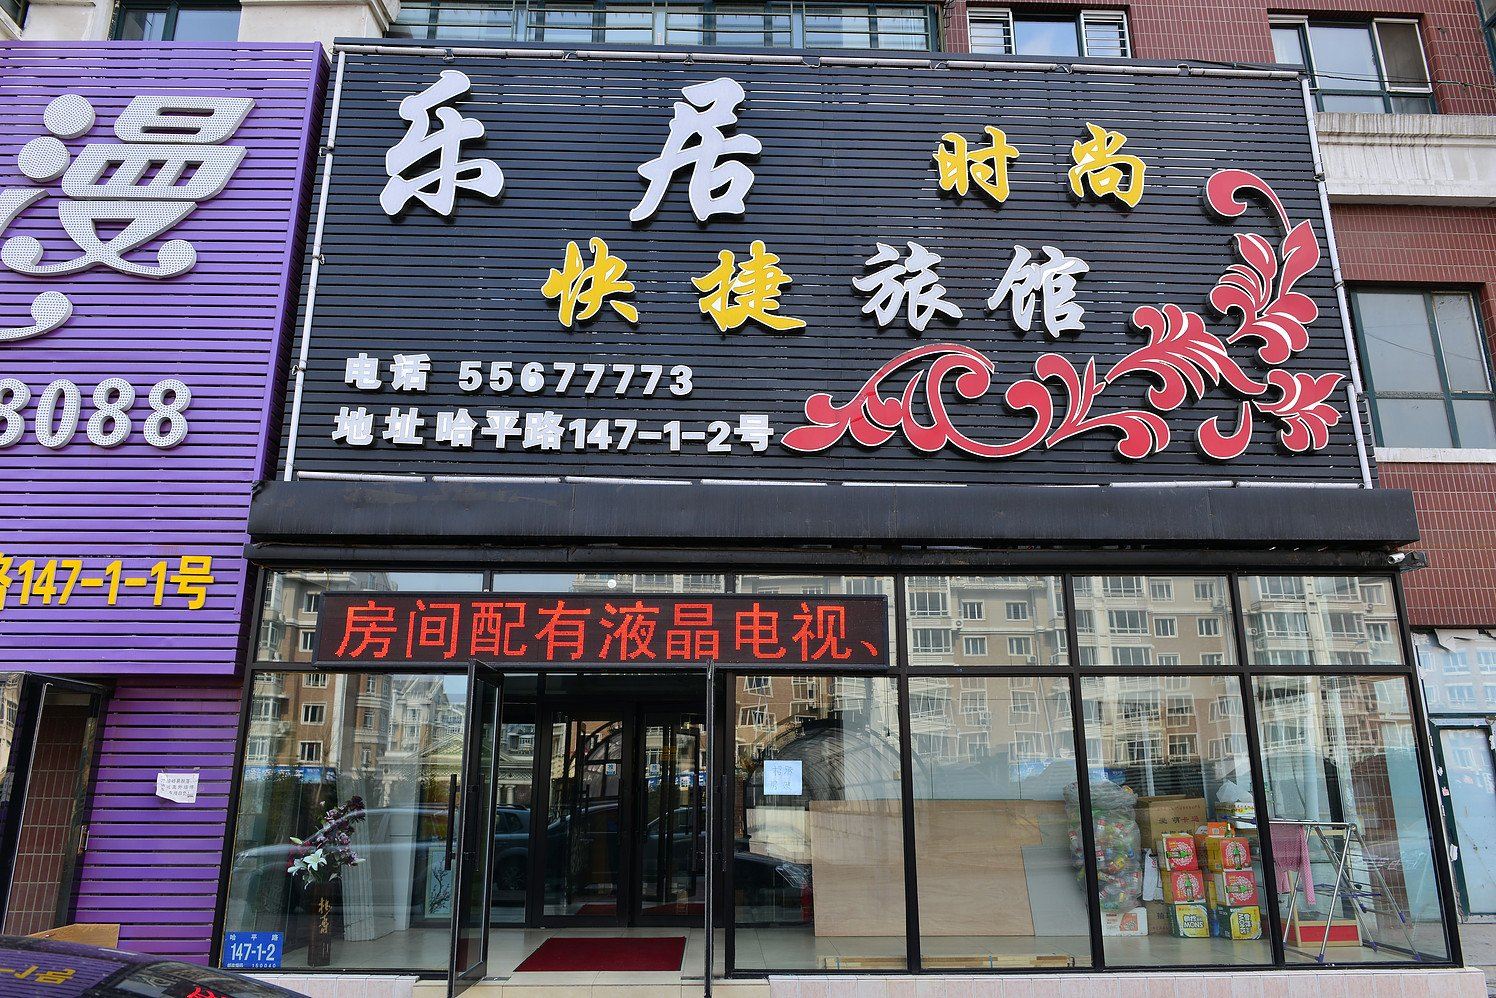 漫
8088
路147-1-1号
乐居 时尚
快捷旅馆
电话 55677773
地址 哈平路147-1-2号
房间配有液晶电视、
哈平路
147-1-2
SNOW